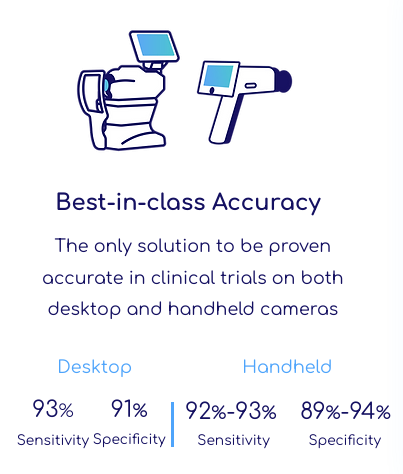 Best-in-class Accuracy
The only solution to be proven
accurate in clinical trials on both
desktop and handheld cameras
Desktop
Handheld
93% 91% 92%-93% 89%-94%
Sensitivity Specificity Sensitivity Specificity